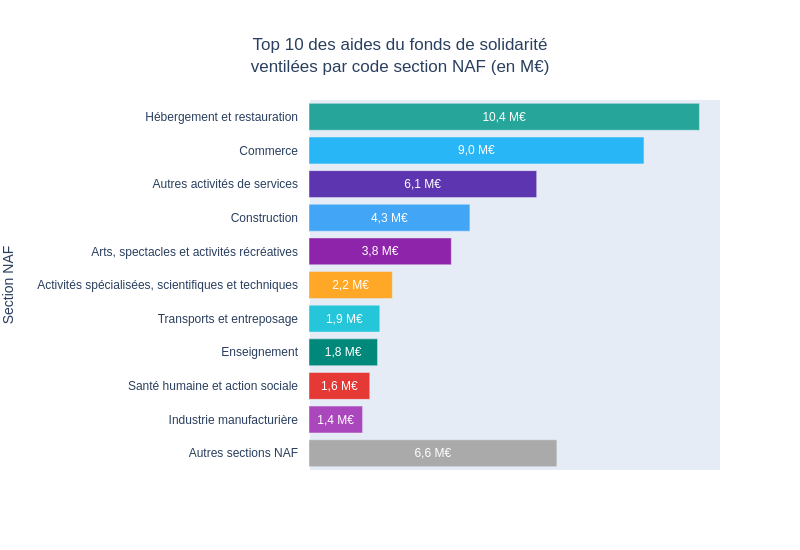 Top 10 des aides du fonds de solidarité
ventilées par code section NAF (en M€)
Section NAF
Hébergement et restauration 10,4 M€
Commerce 9,0 M€
Autres activités de services 6,1 M€
Construction 4,3 M€
Arts, spectacles et activités récréatives 3,8 M€
Activités spécialisées, scientifiques et techniques 2,2 M€
Transports et entreposage 1,9 M€
Enseignement 1,8 M€
Santé humaine et action sociale 1,6 M€
Industrie manufacturière 1,4 M€
Autres sections NAF 6,6 M€